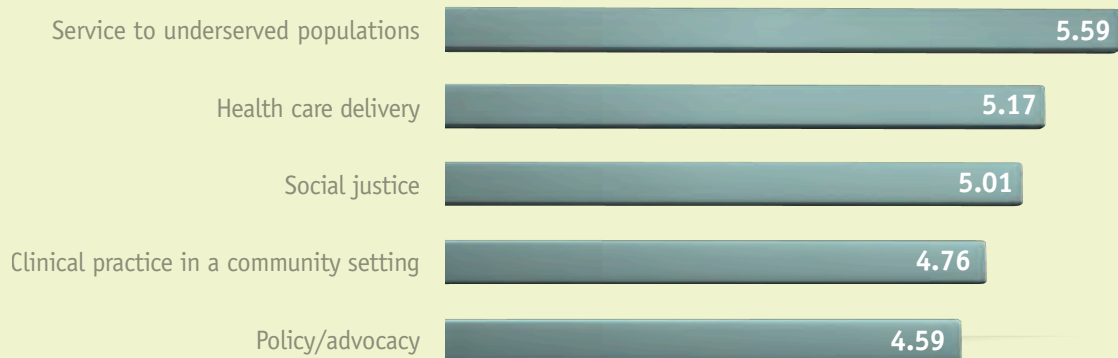 Service to underserved populations 5.59
Health care delivery 5.17
Social justice 5.01
Clinical practice in a community setting 4.76
Policy/advocacy 4.59